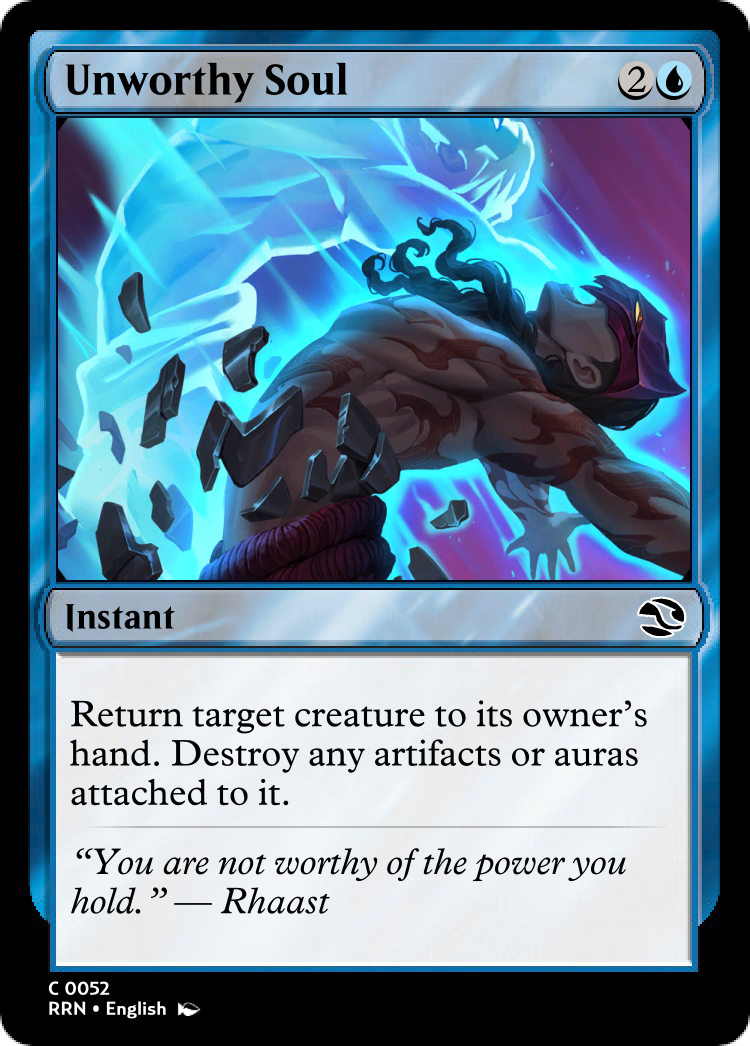 Unworthy Soul 2
Instant
Return target creature to its owner's
hand. Destroy any artifacts or auras
attached to it.
“You are not worthy of the power you
hold.” — Rhaast
C 0052
RRN • English